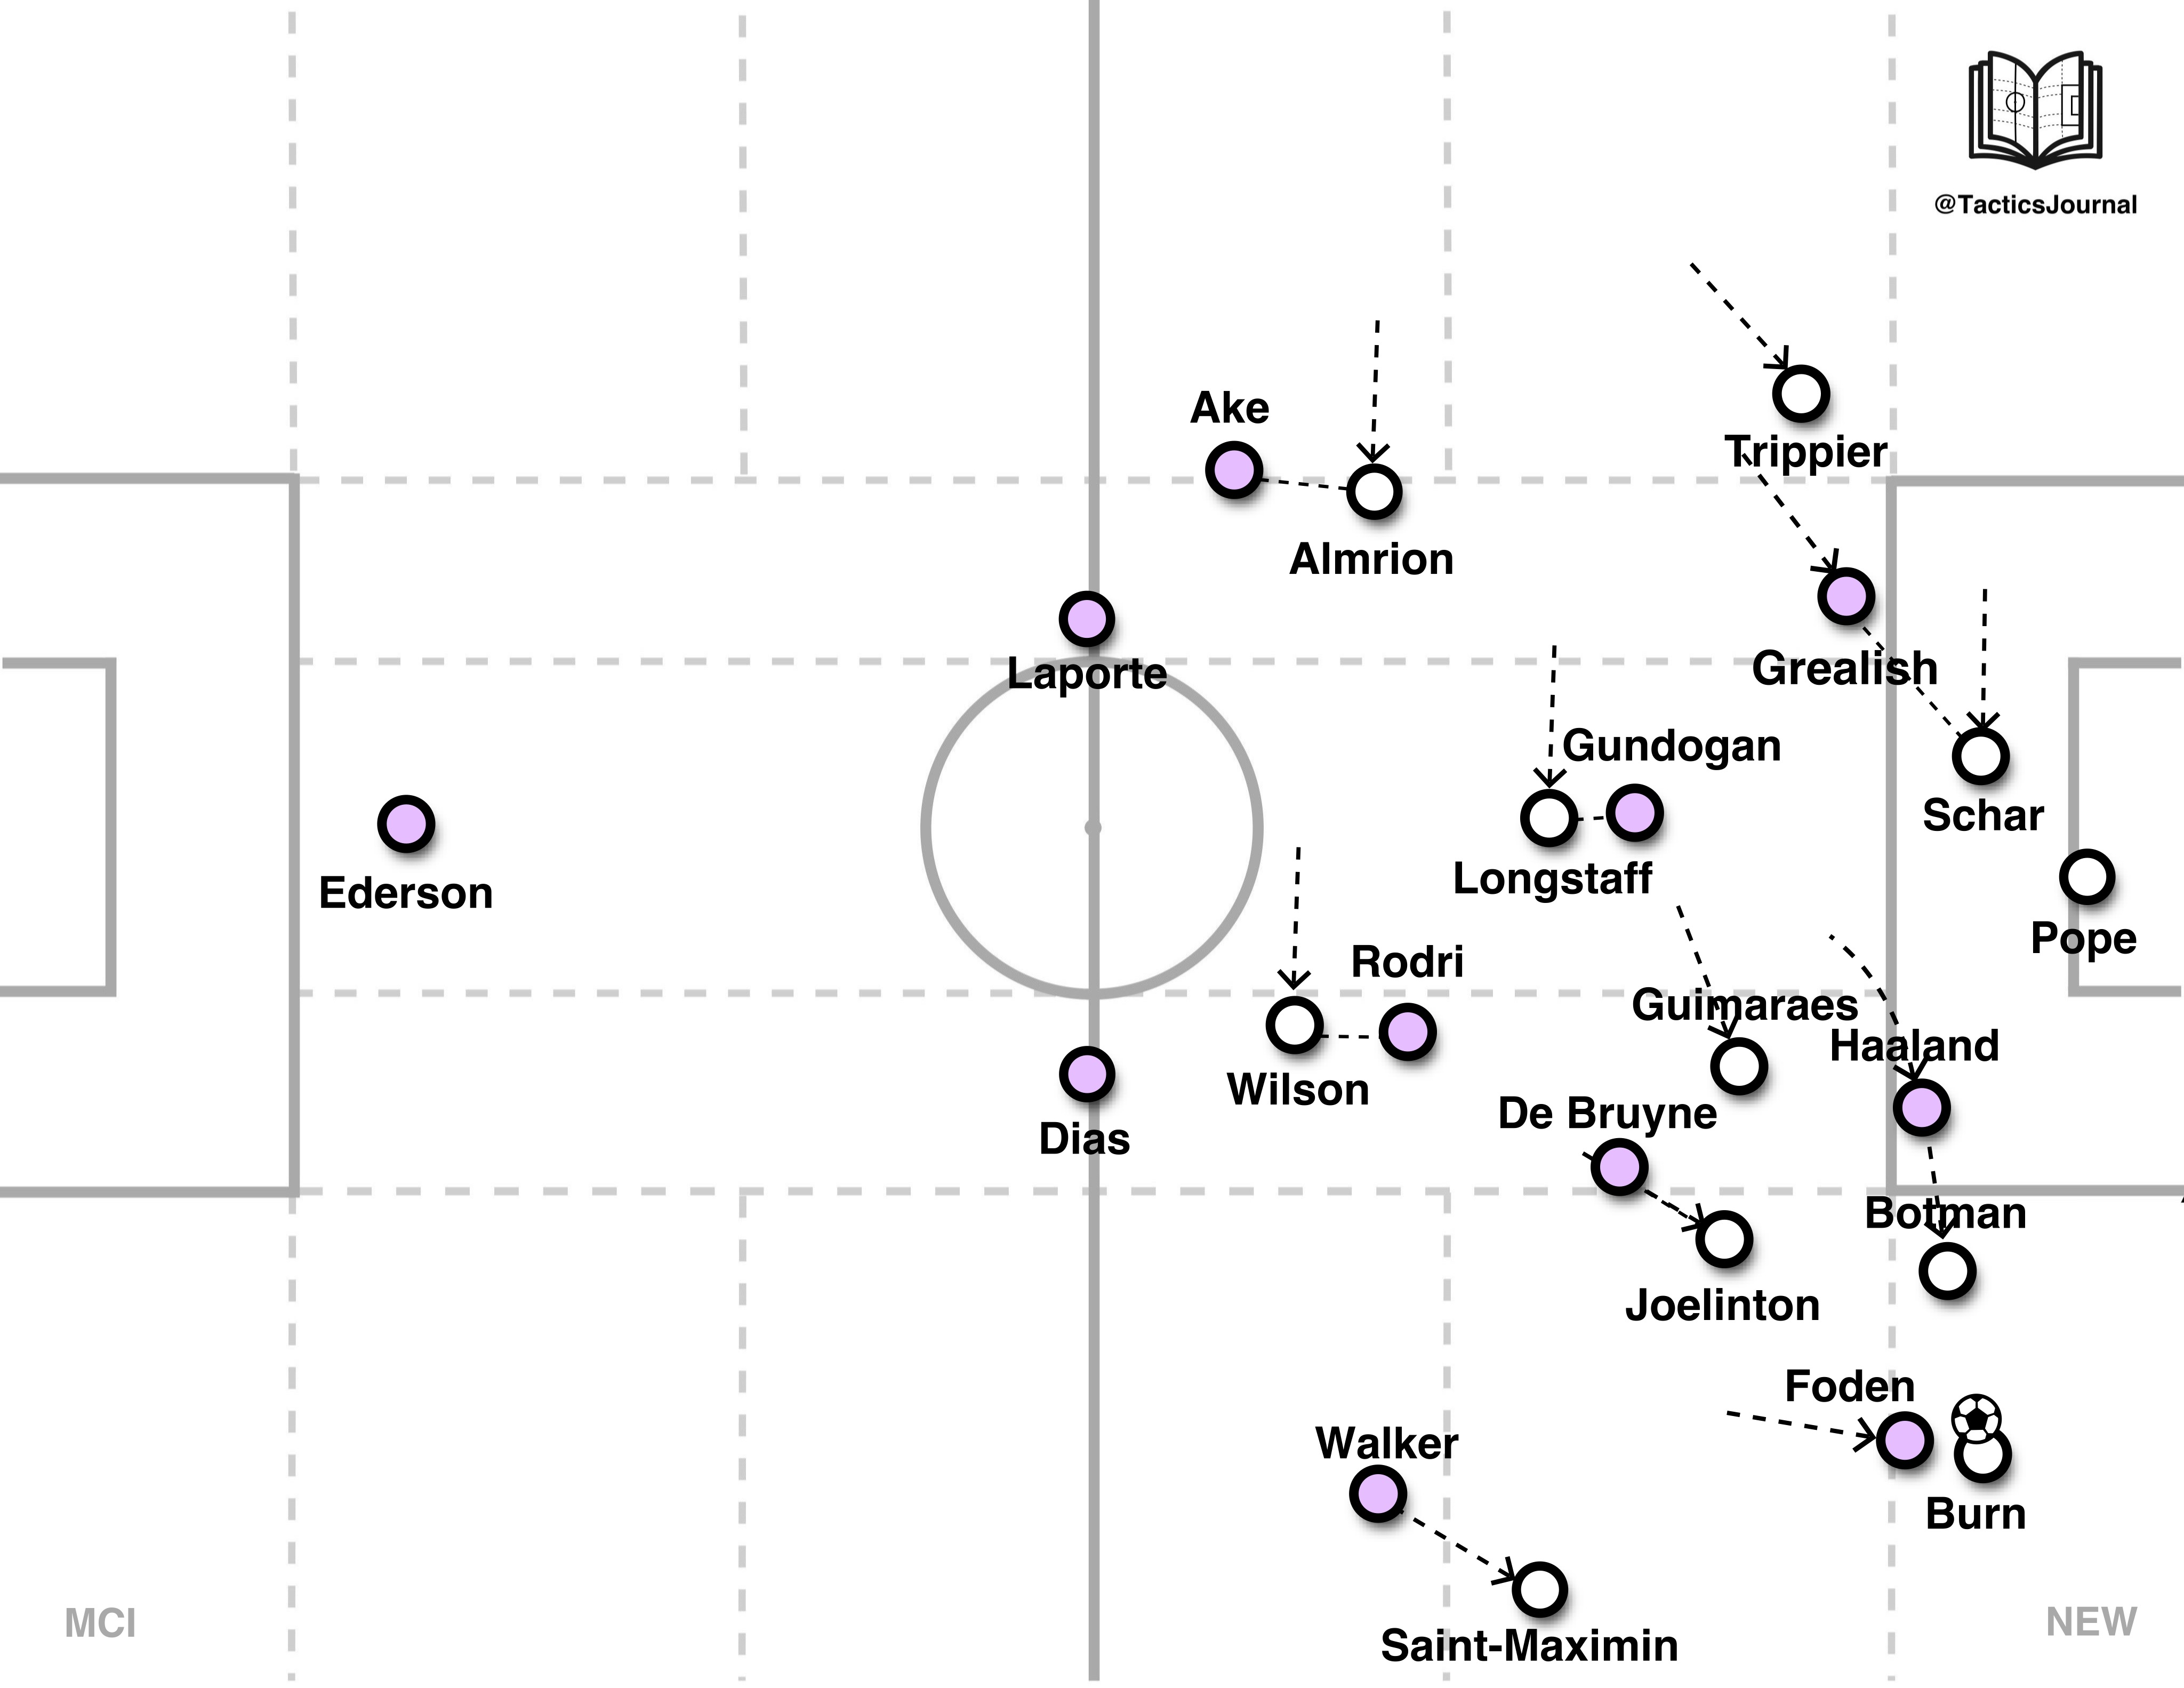 @TacticsJournal
Ake
Trippier
Almrion
Laporte
Grealish
Gundogan
Schar
Longstaff
Ederson
Pope
Rodri
Guimaraes
Haaland
Wilson
De Bruyne
Dias
Botman
Joelinton
Foden
Walker
Burn
Saint-Maximin
MCI
NEW